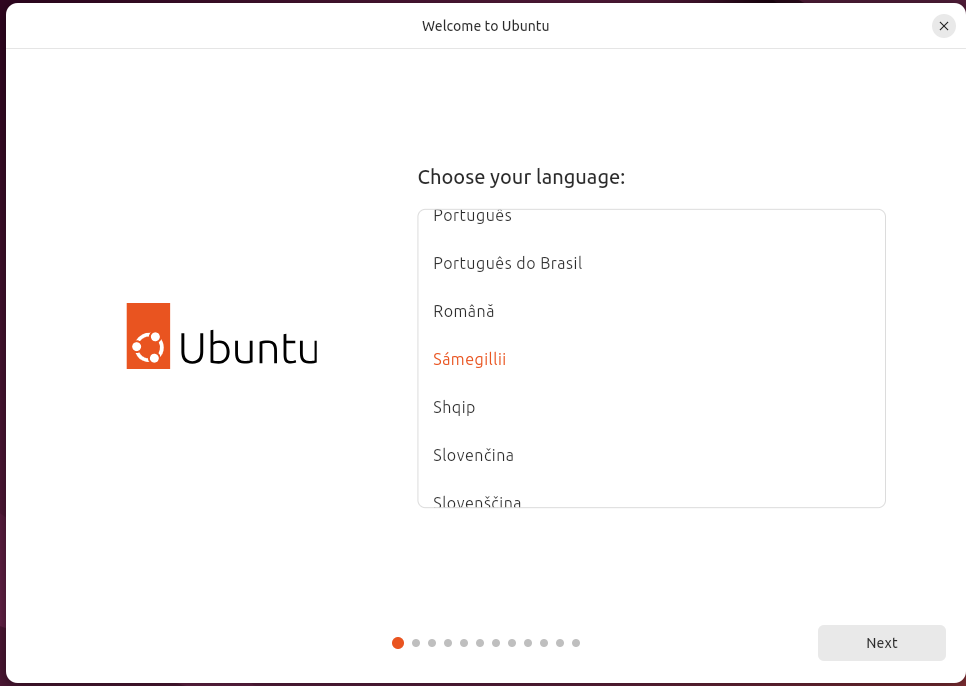 Welcome to Ubuntu
Choose your language:
Português
Português do Brasil
Română
Sámegillii
Shqip
Slovenčina
Slovenščina
Ubuntu
Next